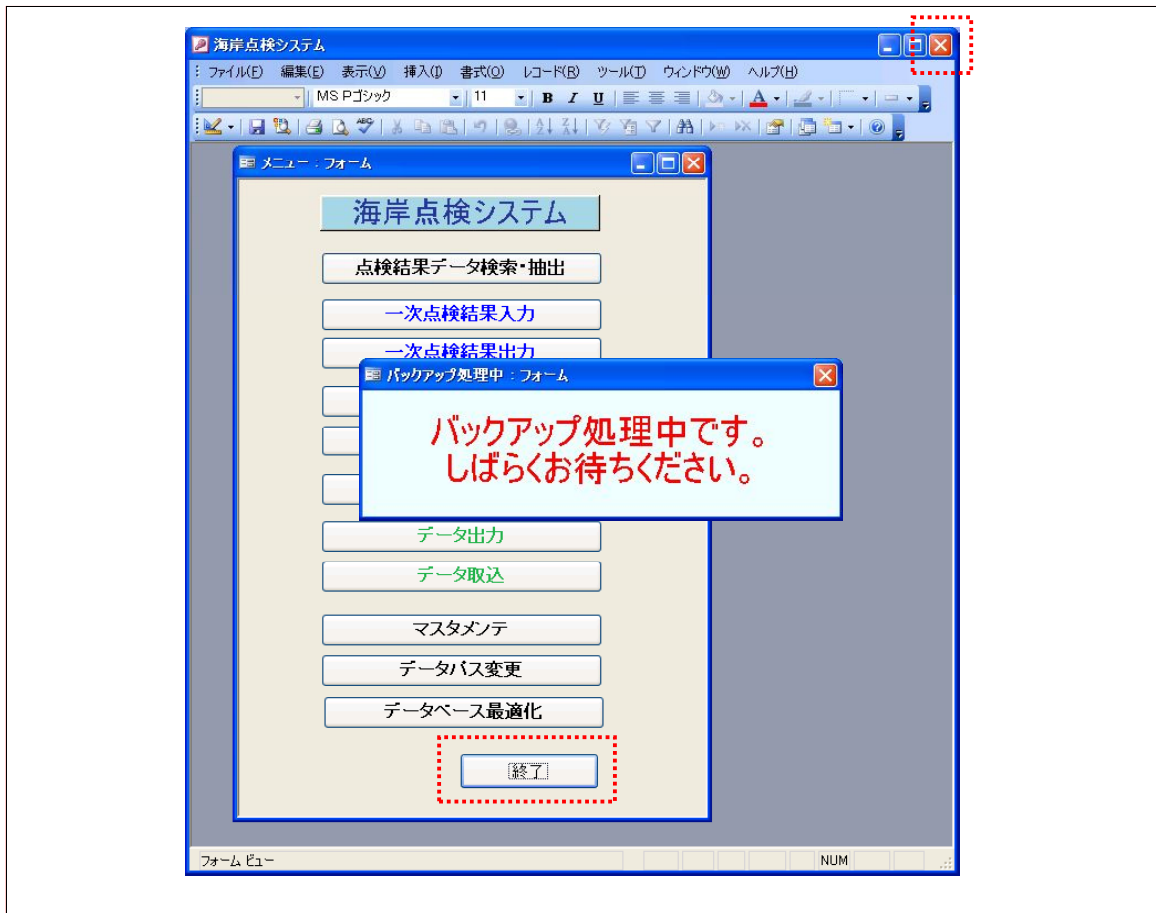 海岸点検システム
ファイル(F) 編集(E) 表示(V) 挿入(I) 書式(O) レコード(R) ツール(T) ウィンドウ(W) ヘルプ(H)
MS Pゴシック 11 B I U A
メニュー : フォーム
海岸点検システム
点検結果データ検索・抽出
一次点検結果入力
一次点検結果出力
バックアップ処理中 : フォーム
バックアップ処理中です。
しばらくお待ちください。
データ出力
データ取込
マスタメンテ
データパス変更
データベース最適化
終了
フォーム ビュー NUM